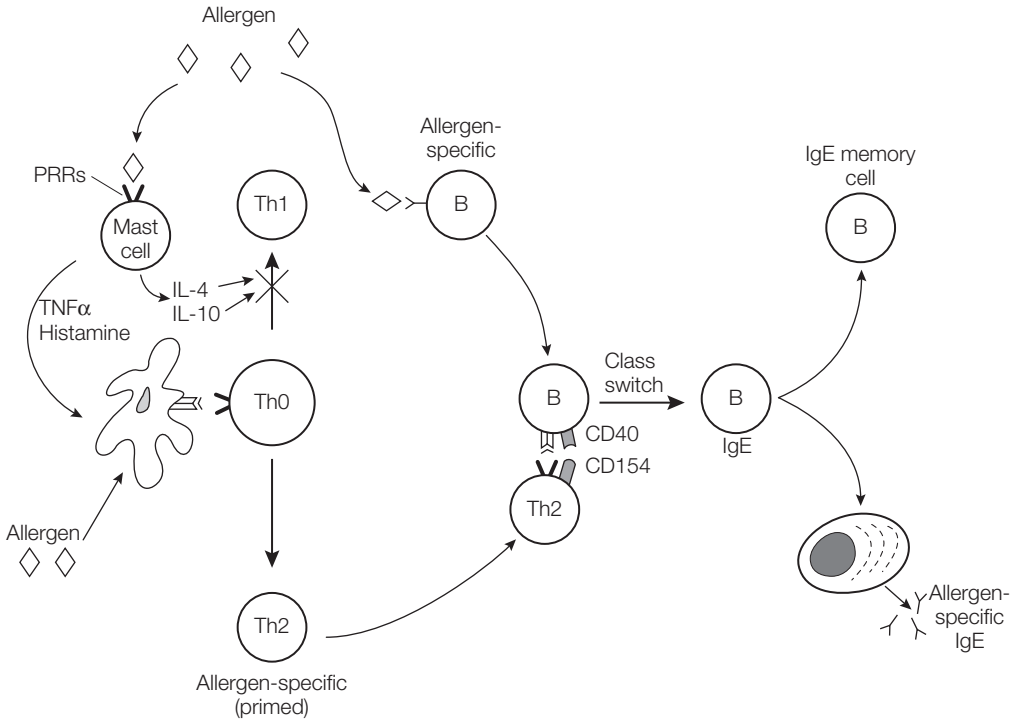 Allergen
Allergen-
specific
IgE memory
cell
PRRs
Th1
B
B
Mast
cell
IL-4
IL-10
TNFα
Histamine
Th0
B
Class
switch
B
IgE
CD40
CD154
Th2
Allergen
Th2
Allergen-specific
(primed)
Allergen-
specific
IgE